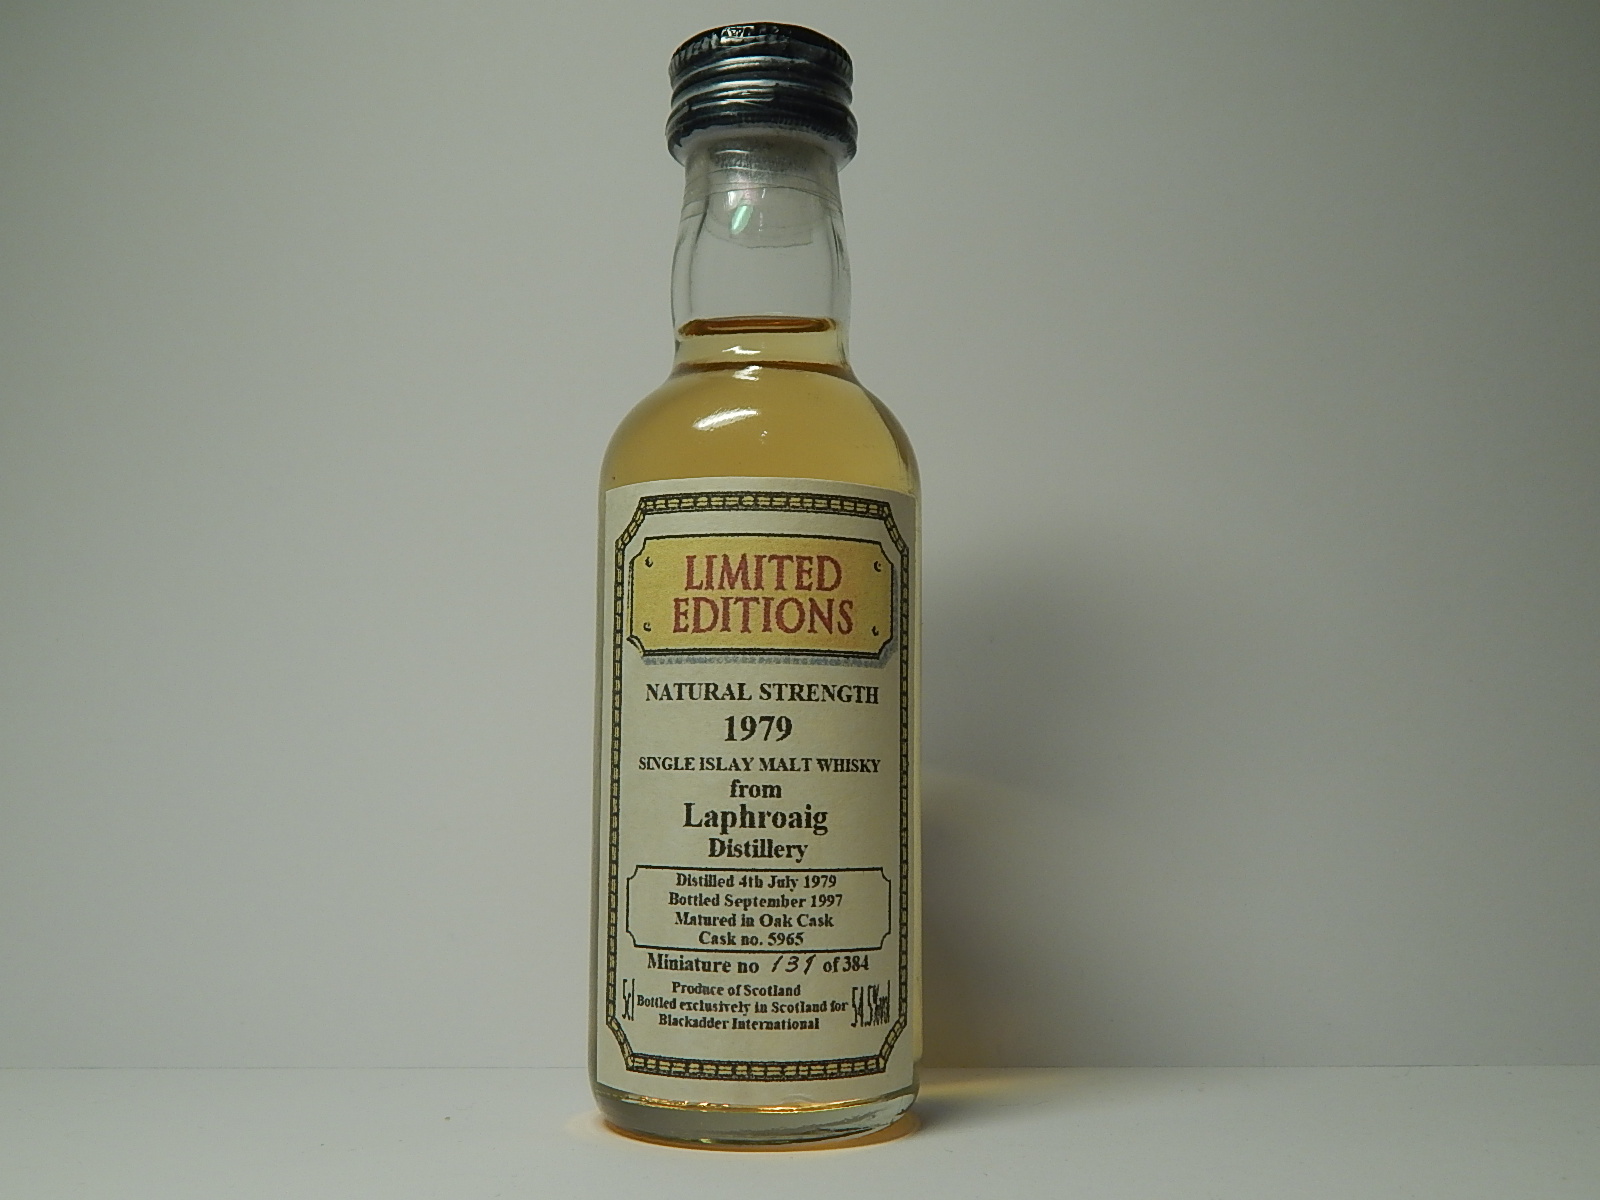 LIMITED
EDITIONS
NATURAL STRENGTH
1979
SINGLE ISLAY MALT WHISKY
from
Laphroaig
Distillery
Distilled 4th July 1979
Bottled September 1997
Matured in Oak Cask
Cask no. 5965
Miniature no 131 of 384
Produce of Scotland
5cl Bottled exclusively in Scotland for 54.5%vol
Blackadder International